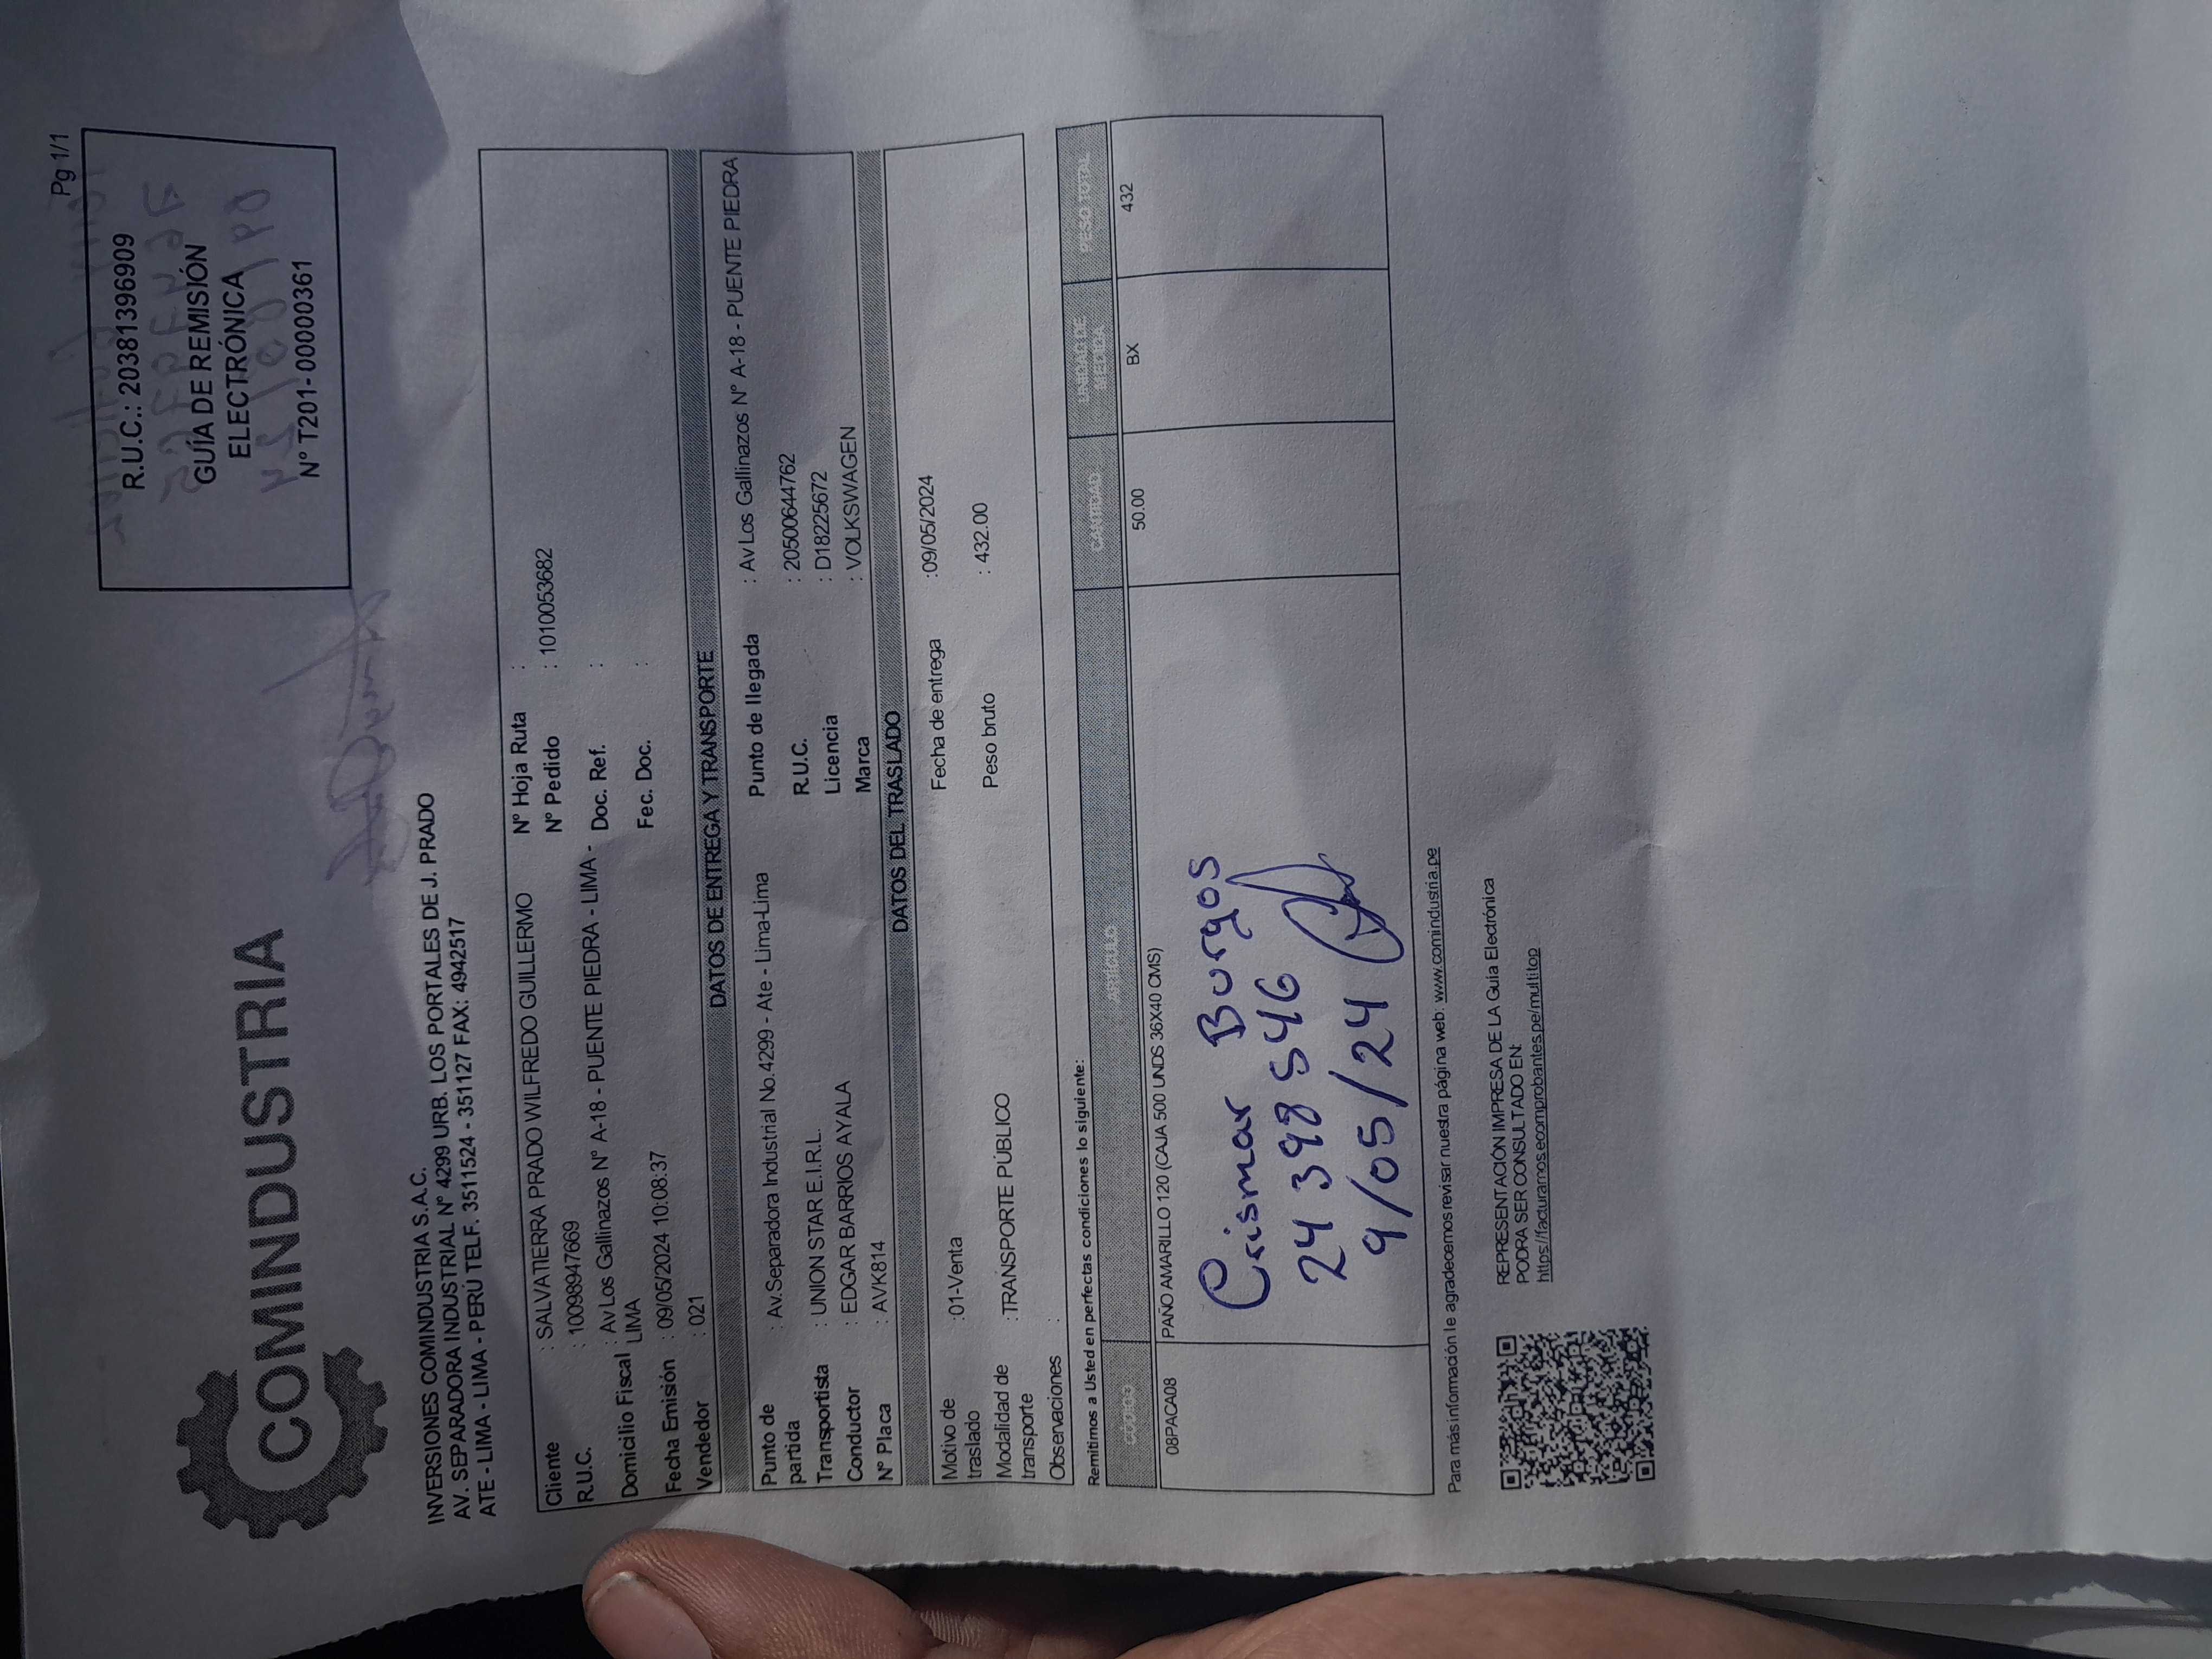 Pg 1/1
R.U.C.: 20381396909
GUÍA DE REMISIÓN
ELECTRÓNICA
N° T201-00000361
COMINDUSTRIA
INVERSIONES COMINDUSTRIA S.A.C.
AV. SEPARADORA INDUSTRIAL N° 4299 URB. LOS PORTALES DE J. PRADO
ATE - LIMA - LIMA - PERÚ TELF. 3511524 - 351127 FAX: 4942517
Cliente : SALVATIERRA PRADO WILFREDO GUILLERMO N° Hoja Ruta :
R.U.C. : 10098947669 N° Pedido : 1010053682
Domicilio Fiscal : Av Los Gallinazos N° A-18 - PUENTE PIEDRA - LIMA - Doc. Ref. :
LIMA
Fecha Emisión : 09/05/2024 10:08:37 Fec. Doc. :
Vendedor : 021
DATOS DE ENTREGA Y TRANSPORTE
Punto de partida : Av.Separadora Industrial No.4299 - Ate - Lima-Lima Punto de llegada : Av Los Gallinazos N° A-18 - PUENTE PIEDRA
Transportista : UNION STAR E.I.R.L. R.U.C. : 20500644762
Conductor : EDGAR BARRIOS AYALA Licencia : D18225672
N° Placa : AVK814 Marca : VOLKSWAGEN
DATOS DEL TRASLADO
Motivo de traslado :01-Venta Fecha de entrega :09/05/2024
Modalidad de transporte :TRANSPORTE PÚBLICO Peso bruto : 432.00
Observaciones :
Remitimos a Usted en perfectas condiciones lo siguiente:
CODIGO ARTÍCULO CANTIDAD UNIDAD DE MEDIDA PESO TOTAL
08PACA08 PAÑO AMARILLO 120 (CAJA 500 UNDS 36X40 CMS) 50.00 BX 432
Crismar Burgos
24 398 546
9/05/24
Para más información le agradecemos revisar nuestra página web: www.comindustria.pe
REPRESENTACIÓN IMPRESA DE LA Guía Electrónica
PODRA SER CONSULTADO EN:
https://facturamos.ecomprobantes.pe/multitop